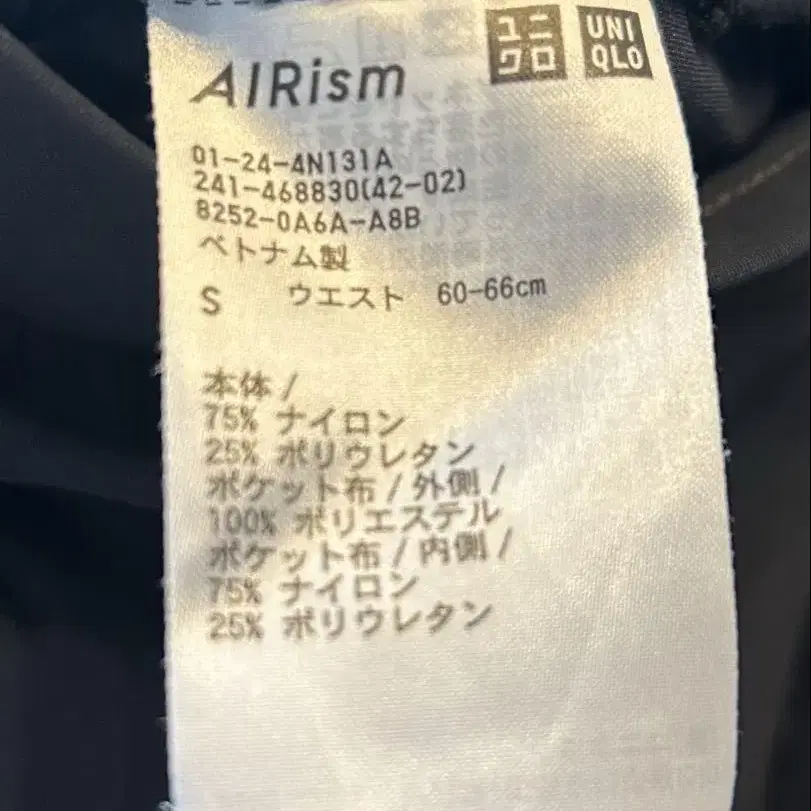 ユニクロ
UNIQLO
AIRism
01-24-4N131A
241-468830(42-02)
8252-0A6A-A8B
ベトナム製
S ウエスト 60-66cm
本体/
75% ナイロン
25% ポリウレタン
ポケット布/外側/
100% ポリエステル
ポケット布/内側/
75% ナイロン
25% ポリウレタン